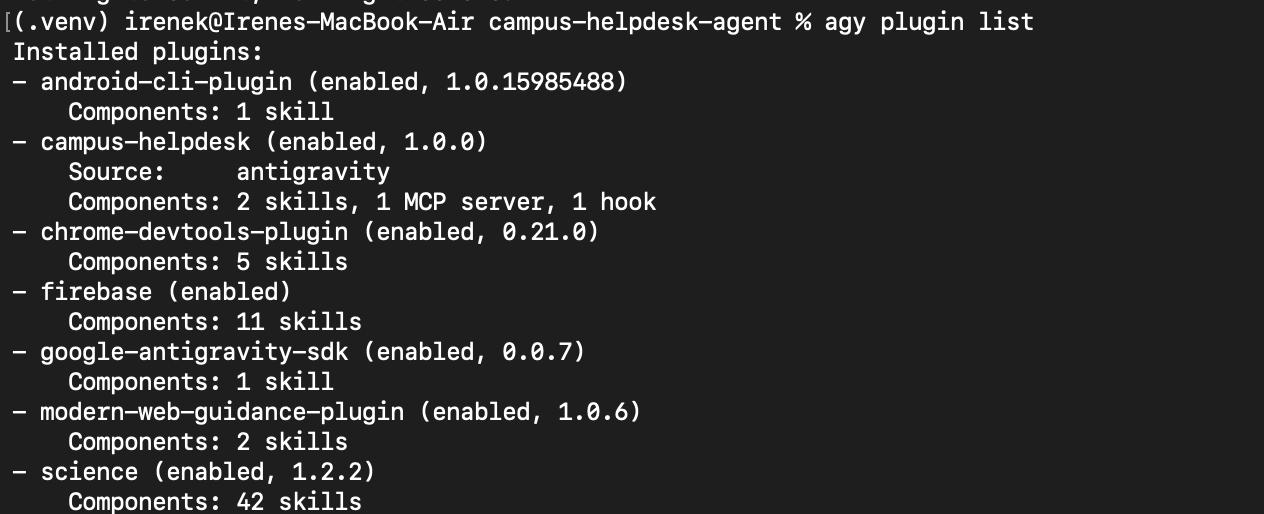 [(.venv) irenek@Irenes-MacBook-Air campus-helpdesk-agent % agy plugin list
Installed plugins:
- android-cli-plugin (enabled, 1.0.15985488)
Components: 1 skill
- campus-helpdesk (enabled, 1.0.0)
Source: antigravity
Components: 2 skills, 1 MCP server, 1 hook
- chrome-devtools-plugin (enabled, 0.21.0)
Components: 5 skills
- firebase (enabled)
Components: 11 skills
- google-antigravity-sdk (enabled, 0.0.7)
Components: 1 skill
- modern-web-guidance-plugin (enabled, 1.0.6)
Components: 2 skills
- science (enabled, 1.2.2)
Components: 42 skills